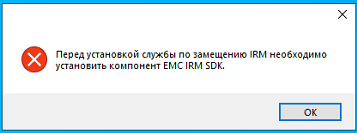 Перед установкой службы по замещению IRM необходимо
установить компонент EMC IRM SDK.
OK